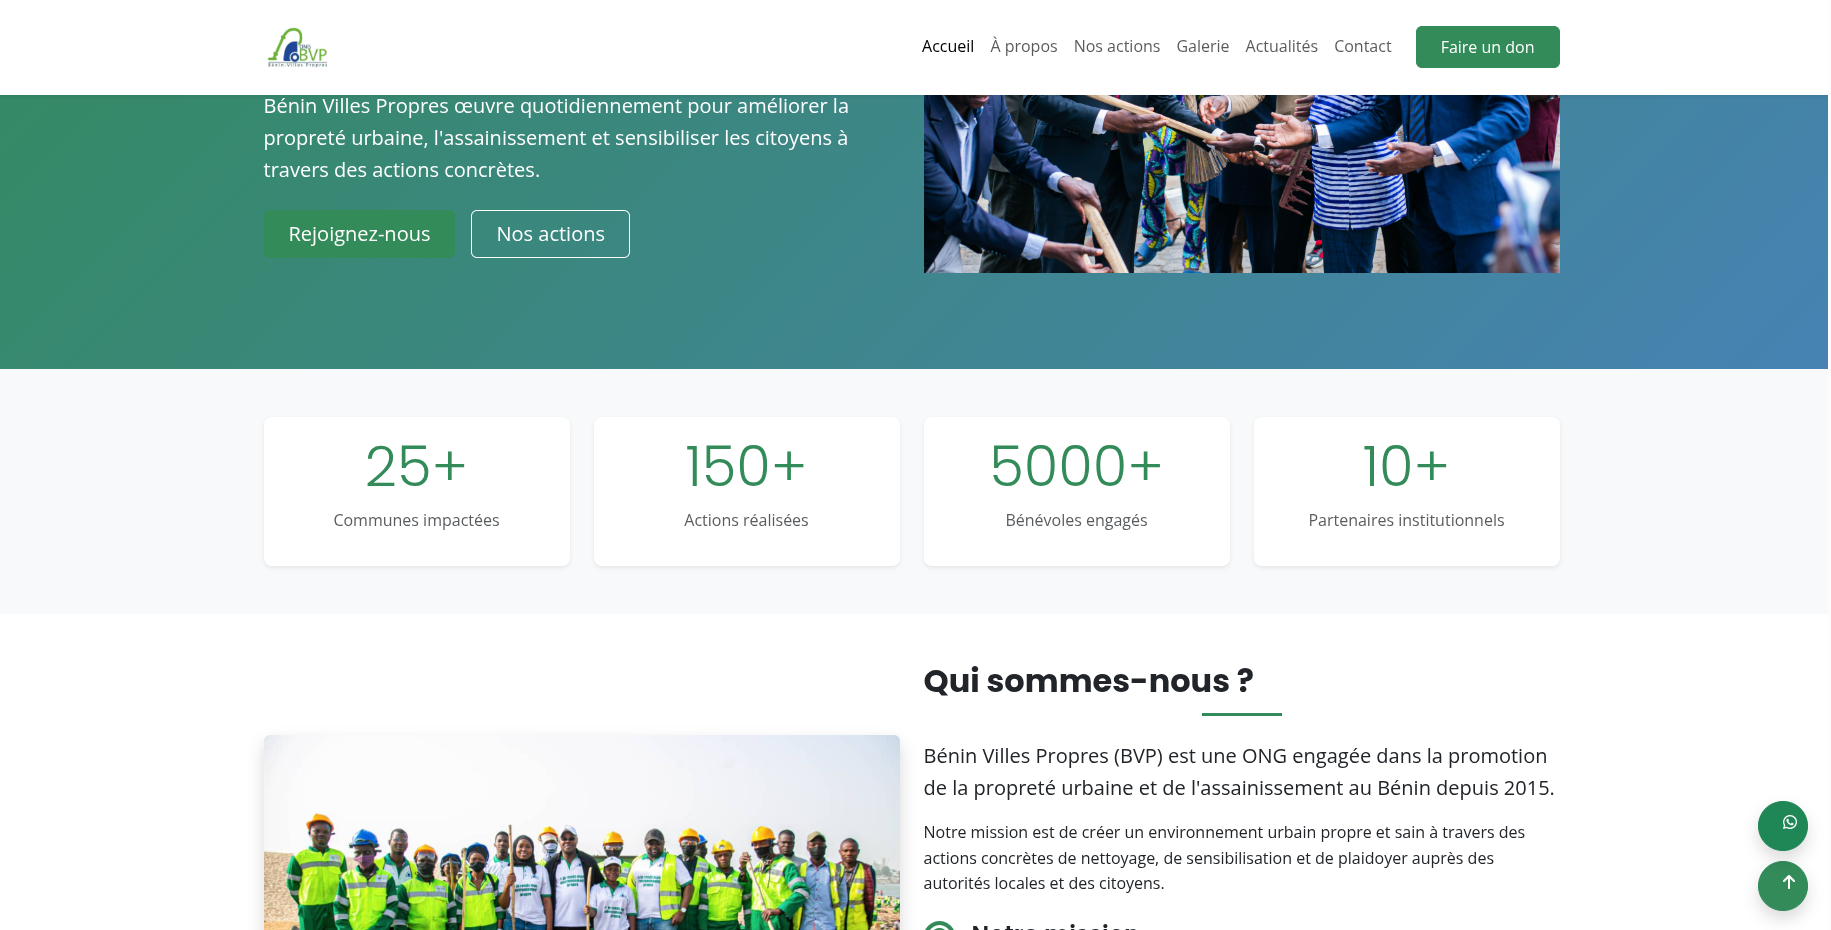 ONG
BVP
Bénin Villes Propres
Accueil
À propos
Nos actions
Galerie
Actualités
Contact
Faire un don
Bénin Villes Propres œuvre quotidiennement pour améliorer la
propreté urbaine, l'assainissement et sensibiliser les citoyens à
travers des actions concrètes.
Rejoignez-nous
Nos actions
25+
150+
5000+
10+
Communes impactées
Actions réalisées
Bénévoles engagés
Partenaires institutionnels
Qui sommes-nous ?
Bénin Villes Propres (BVP) est une ONG engagée dans la promotion
de la propreté urbaine et de l'assainissement au Bénin depuis 2015.
Notre mission est de créer un environnement urbain propre et sain à travers des
actions concrètes de nettoyage, de sensibilisation et de plaidoyer auprès des
autorités locales et des citoyens.
Notre mission